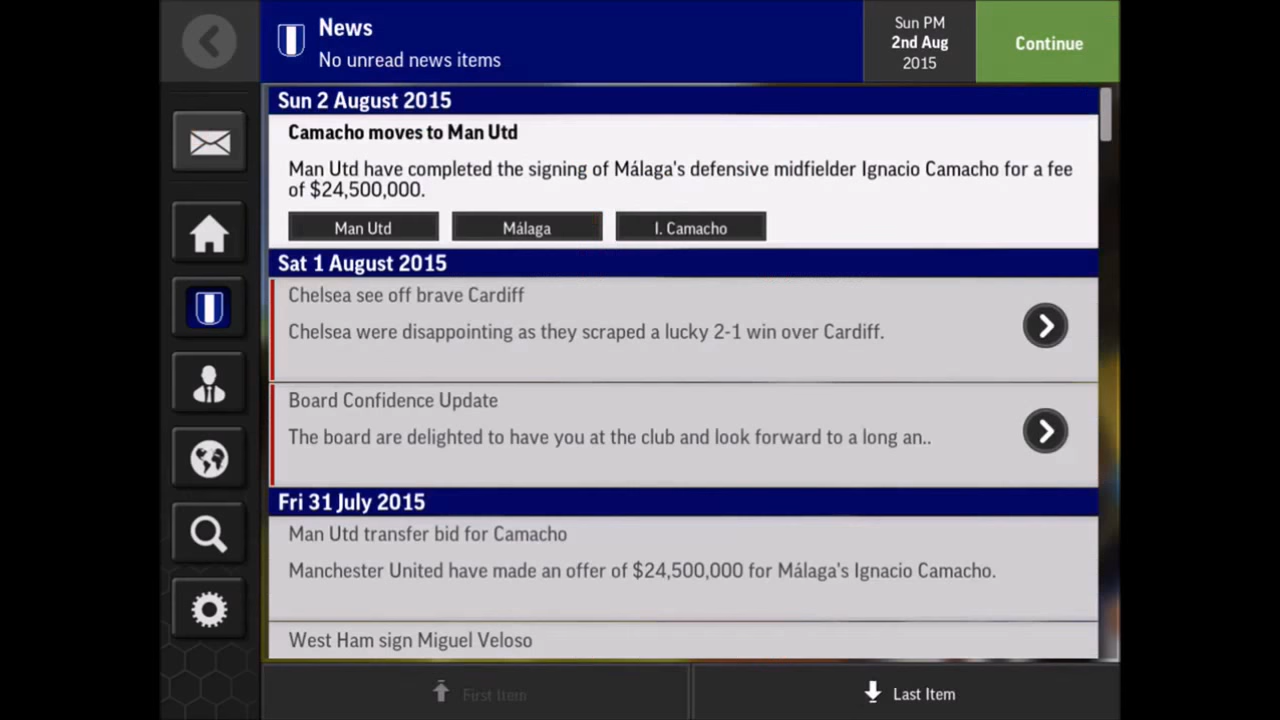 News
No unread news items
Sun PM
2nd Aug
2015
Continue
Sun 2 August 2015
Camacho moves to Man Utd
Man Utd have completed the signing of Málaga's defensive midfielder Ignacio Camacho for a fee
of $24,500,000.
Man Utd
Málaga
I. Camacho
Sat 1 August 2015
Chelsea see off brave Cardiff
Chelsea were disappointing as they scraped a lucky 2-1 win over Cardiff.
Board Confidence Update
The board are delighted to have you at the club and look forward to a long an..
Fri 31 July 2015
Man Utd transfer bid for Camacho
Manchester United have made an offer of $24,500,000 for Málaga's Ignacio Camacho.
West Ham sign Miguel Veloso
First Item
Last Item